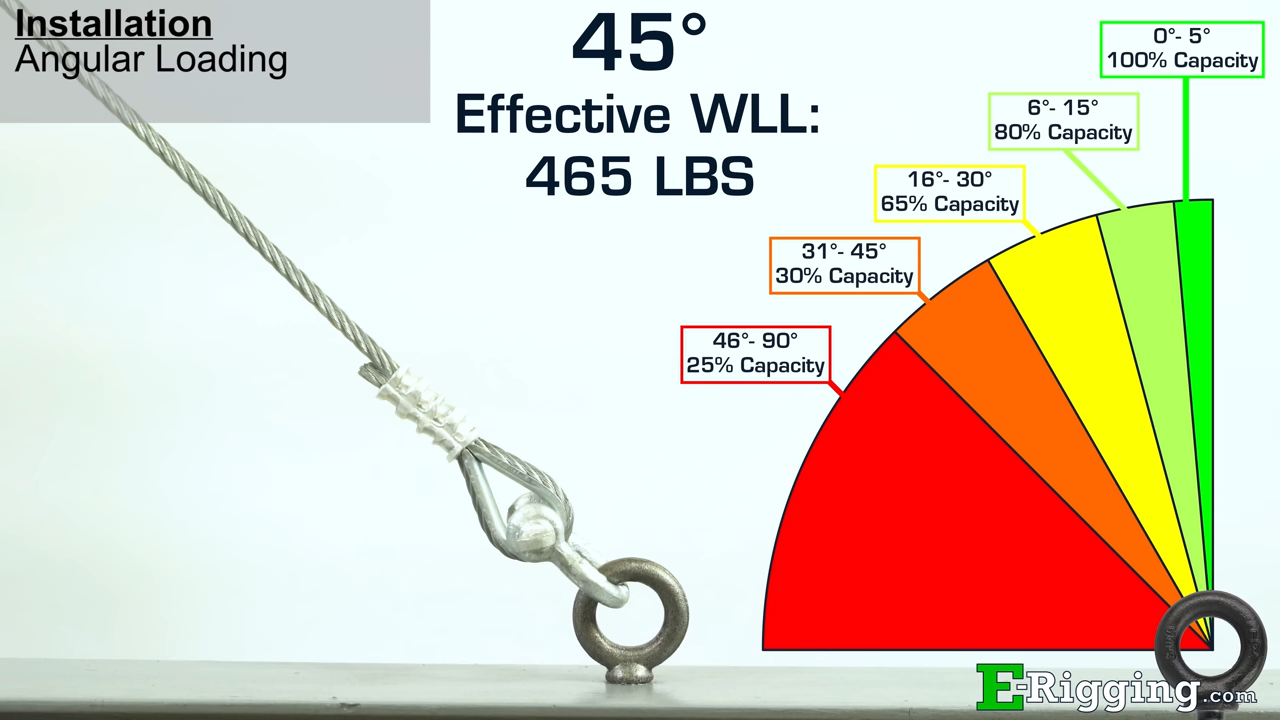 Installation
Angular Loading
45°
Effective WLL:
465 LBS
0°- 5°
100% Capacity
6°- 15°
80% Capacity
16°- 30°
65% Capacity
31°- 45°
30% Capacity
46°- 90°
25% Capacity
E-Rigging.com